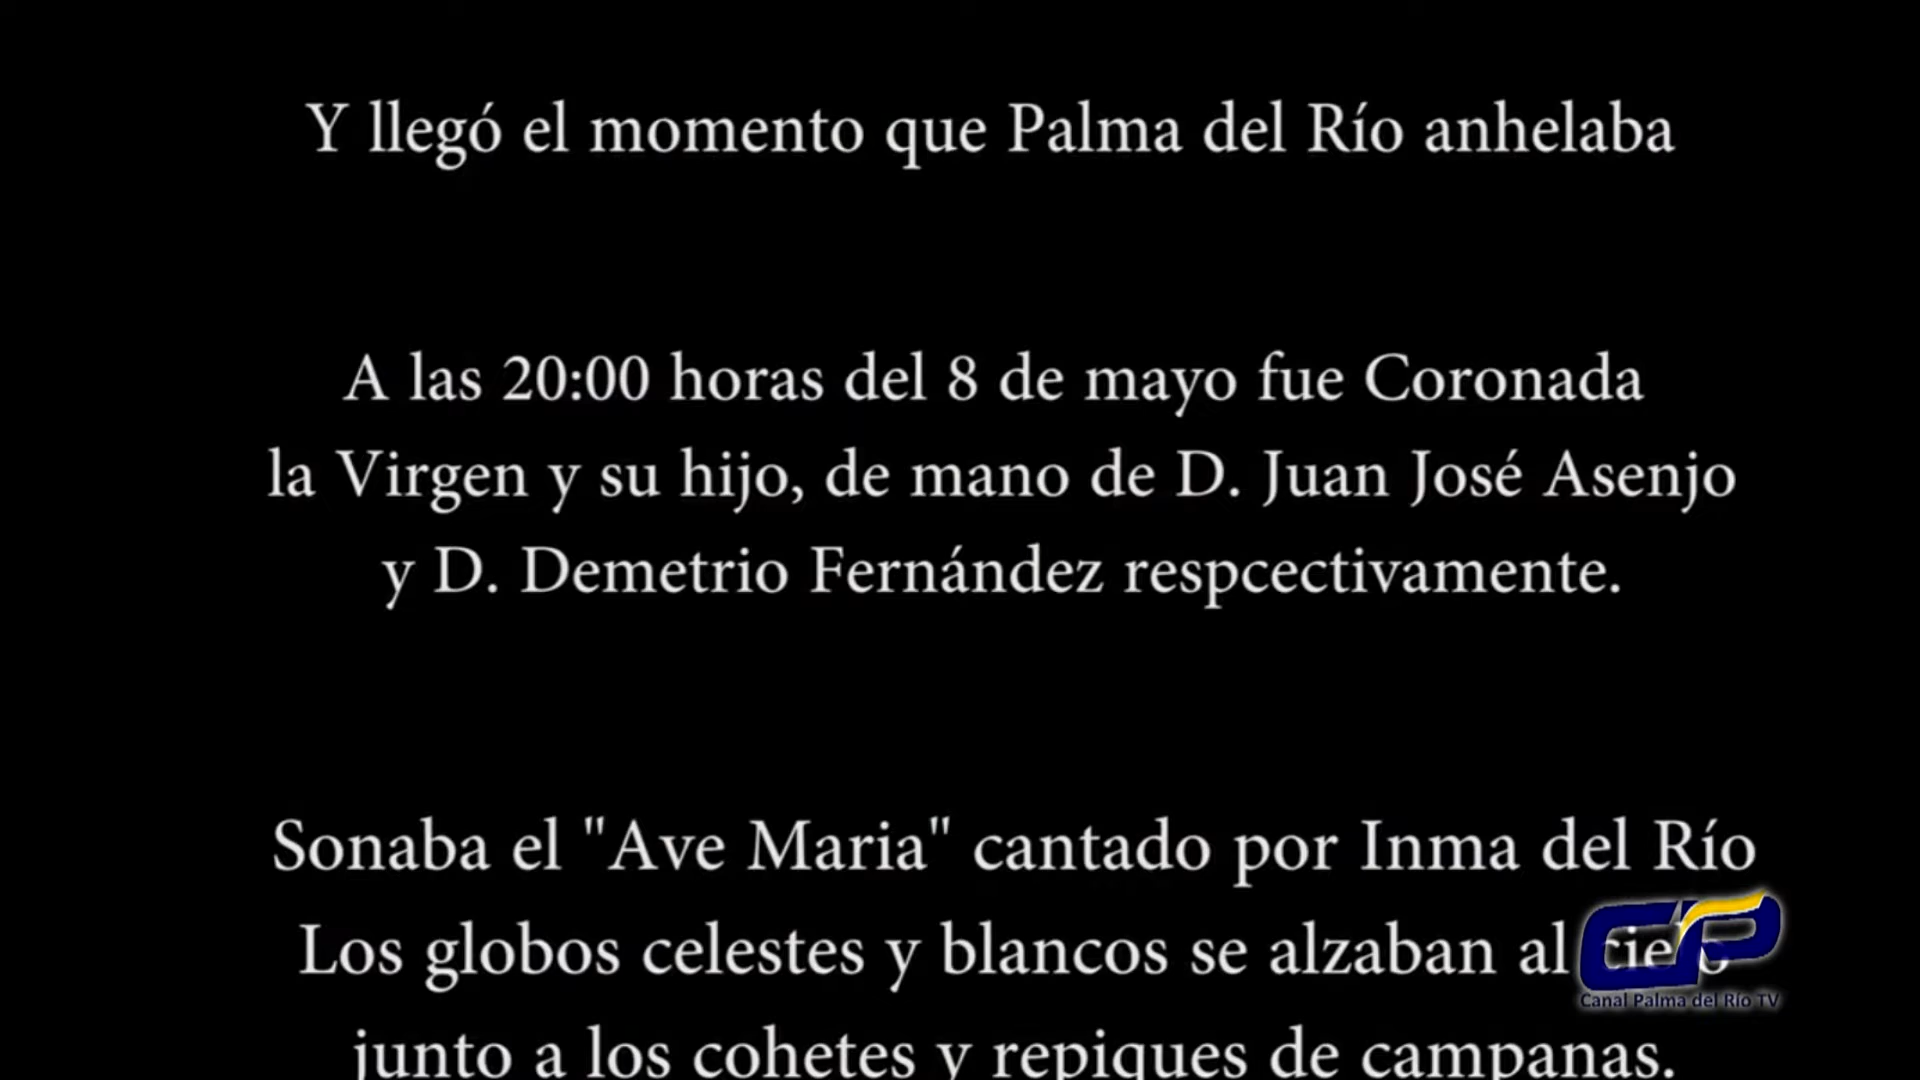 Y llegó el momento que Palma del Río anhelaba
A las 20:00 horas del 8 de mayo fue Coronada
la Virgen y su hijo, de mano de D. Juan José Asenjo
y D. Demetrio Fernández respcectivamente.
Sonaba el "Ave Maria" cantado por Inma del Río
Los globos celestes y blancos se alzaban al cielo
junto a los cohetes y repiques de campanas.
CP
Canal Palma del Río TV